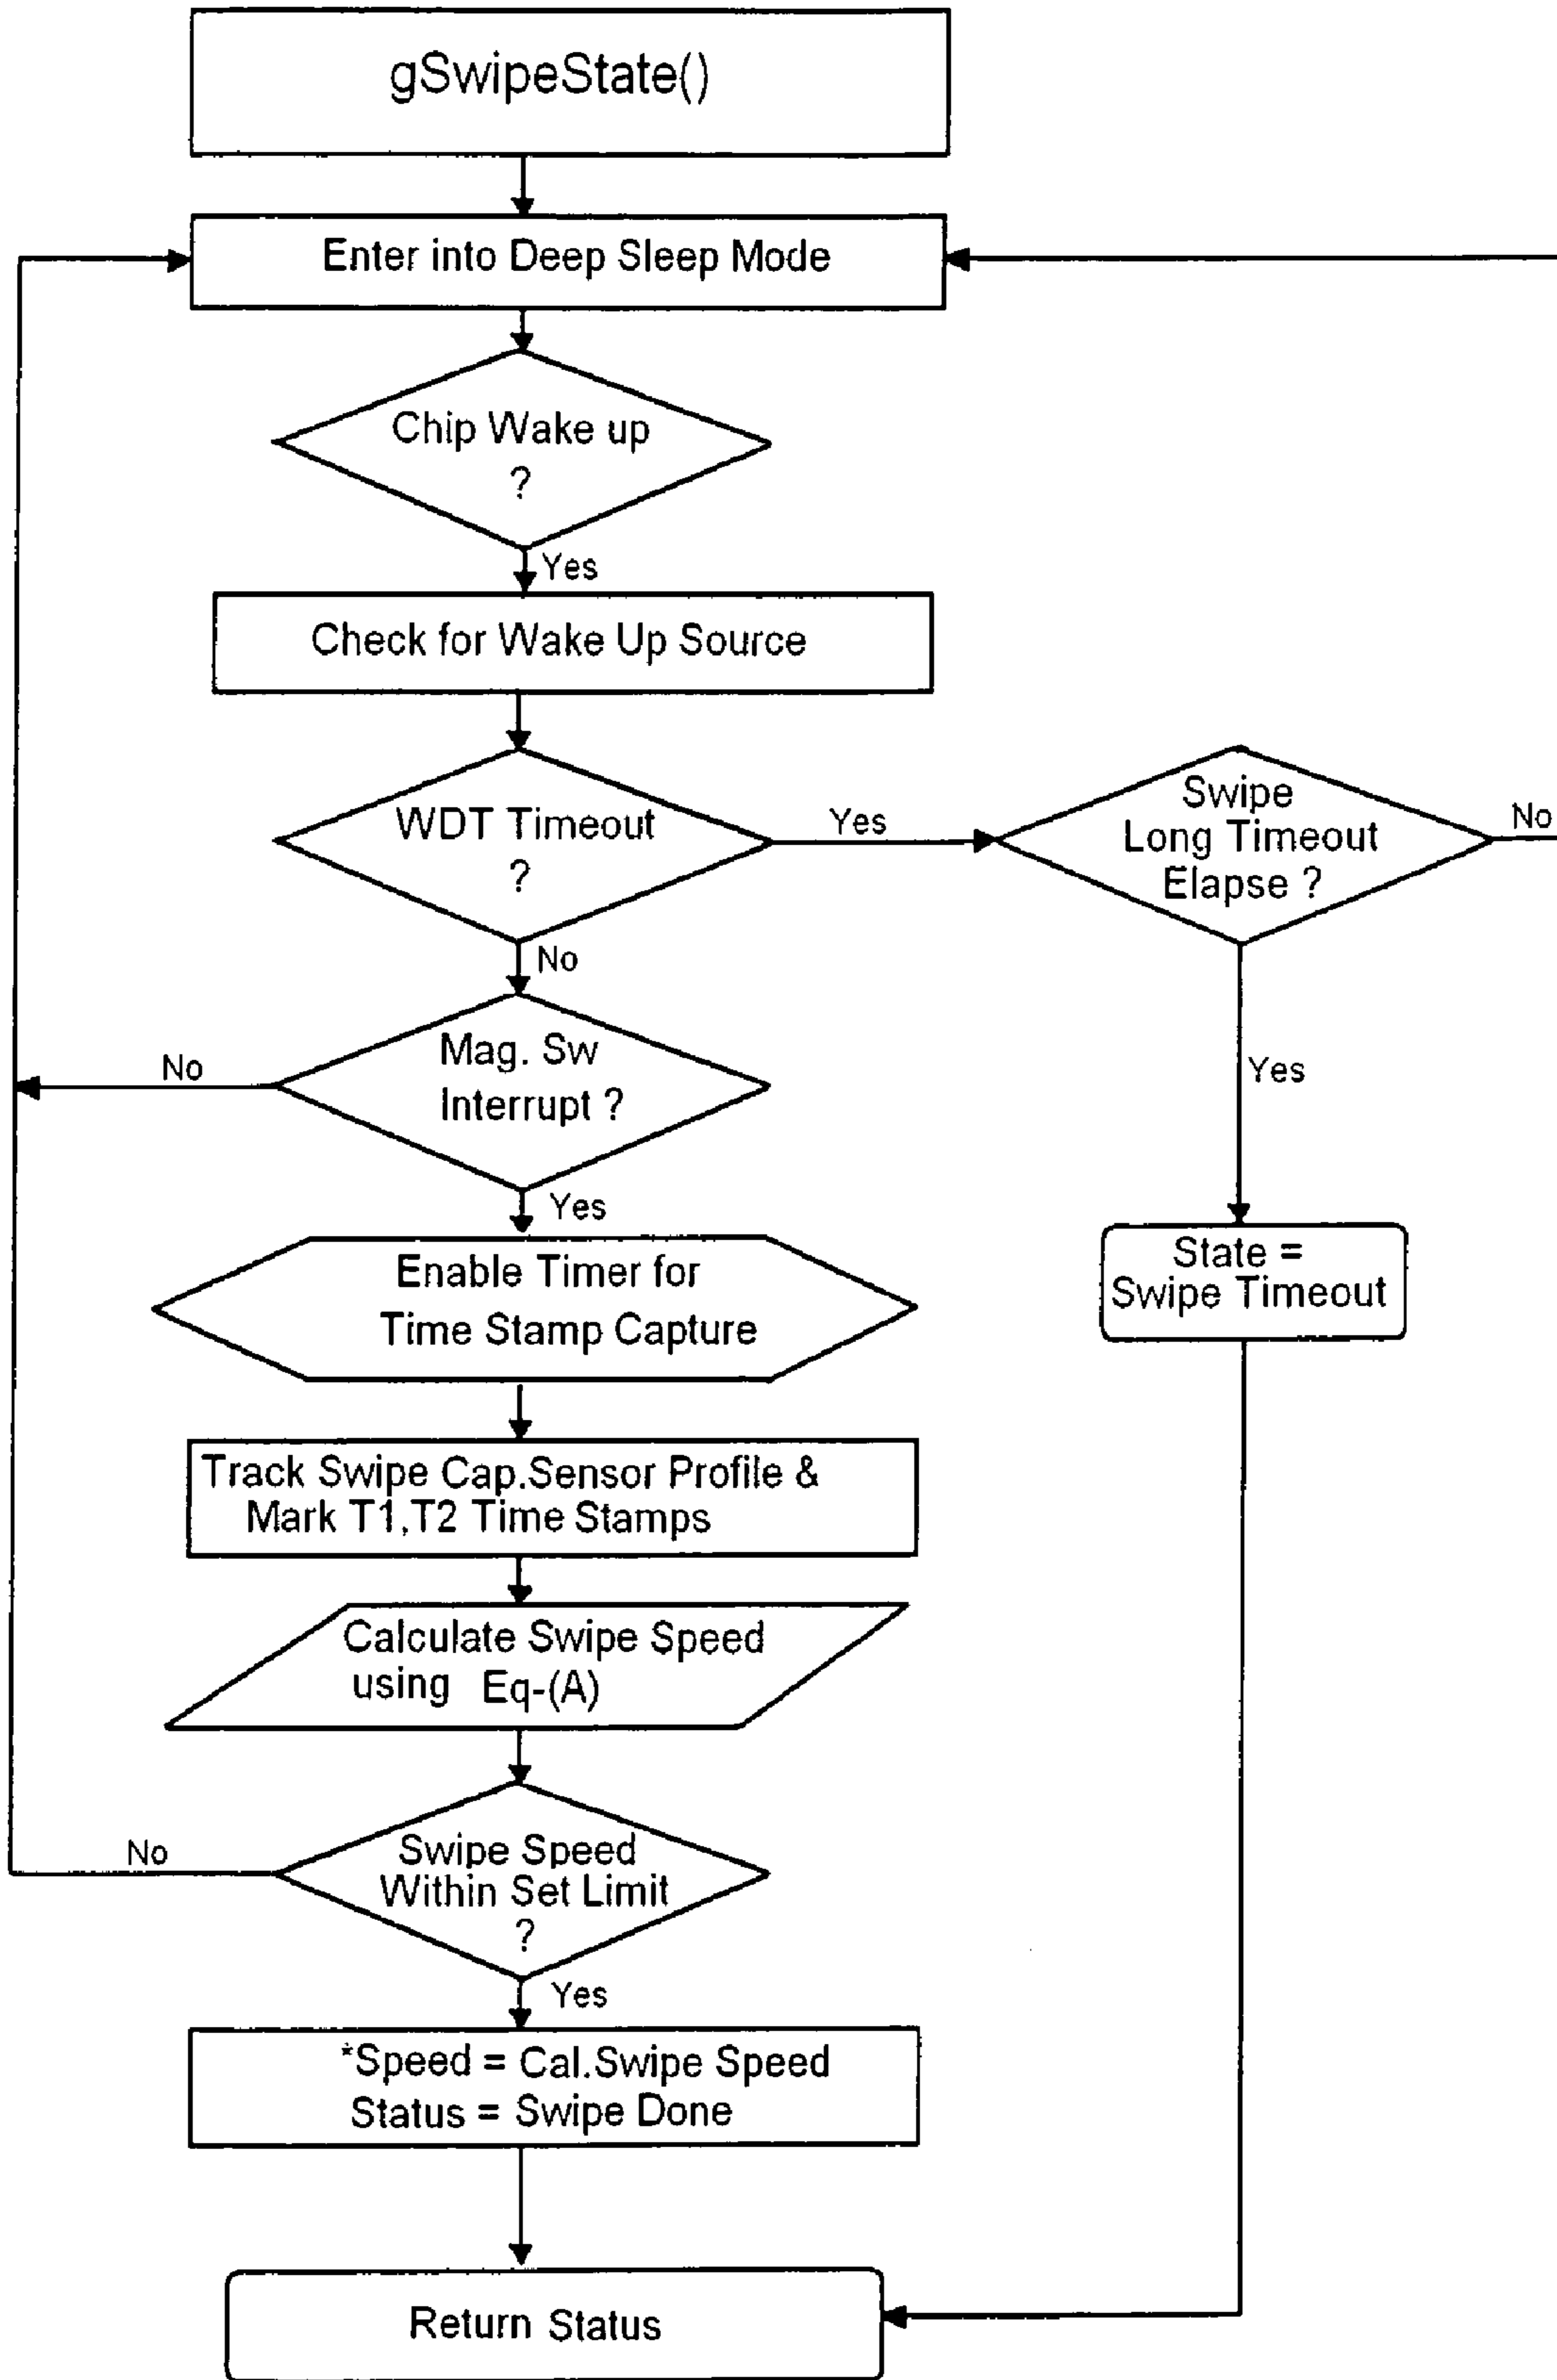 gSwipeState()
Enter into Deep Sleep Mode
Chip Wake up
?
Yes
Check for Wake Up Source
WDT Timeout
?
Yes
Swipe
Long Timeout
Elapse ?
No
No
Mag. Sw
Interrupt ?
No
Yes
Yes
Enable Timer for
Time Stamp Capture
State =
Swipe Timeout
Track Swipe Cap.Sensor Profile &
Mark T1,T2 Time Stamps
Calculate Swipe Speed
using Eq-(A)
Swipe Speed
Within Set Limit
?
No
Yes
*Speed = Cal.Swipe Speed
Status = Swipe Done
Return Status